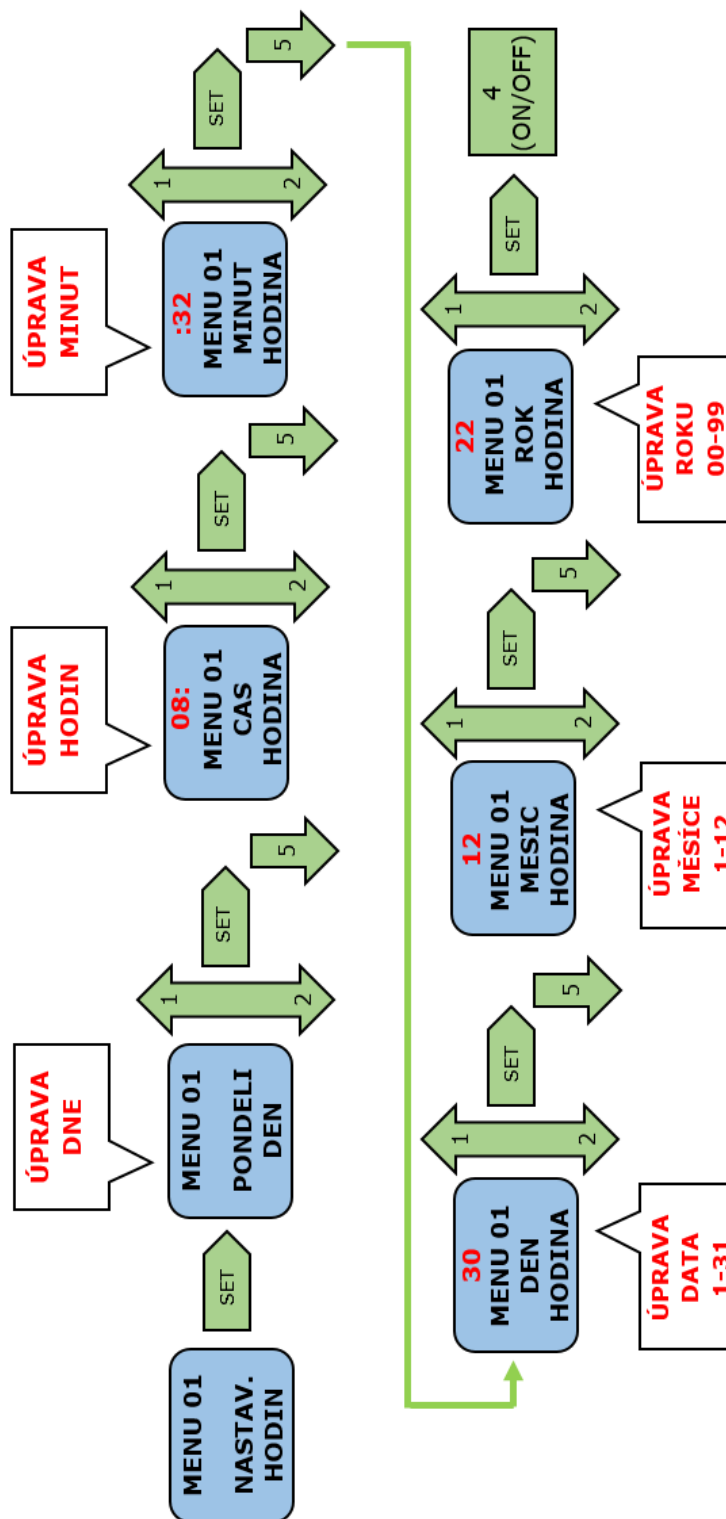 MENU 01
NASTAV.
HODIN
SET
ÚPRAVA
DNE
MENU 01
PONDELI
DEN
1
2
SET
5
ÚPRAVA
HODIN
08:
MENU 01
CAS
HODINA
1
2
SET
5
ÚPRAVA
MINUT
:32
MENU 01
MINUT
HODINA
1
2
SET
5
30
MENU 01
DEN
HODINA
ÚPRAVA
DATA
1-31
1
2
SET
5
12
MENU 01
MESIC
HODINA
ÚPRAVA
MĚSÍCE
1-12
1
2
SET
5
22
MENU 01
ROK
HODINA
ÚPRAVA
ROKU
00-99
1
2
SET
4
(ON/OFF)